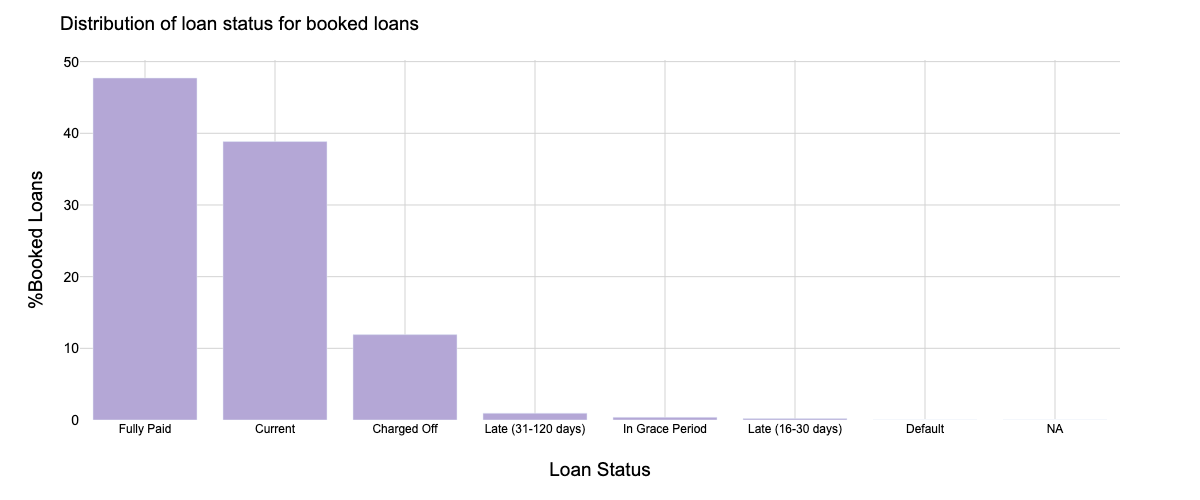 Distribution of loan status for booked loans
%Booked Loans
50
40
30
20
10
0
Fully Paid
Current
Charged Off
Late (31-120 days)
In Grace Period
Late (16-30 days)
Default
NA
Loan Status